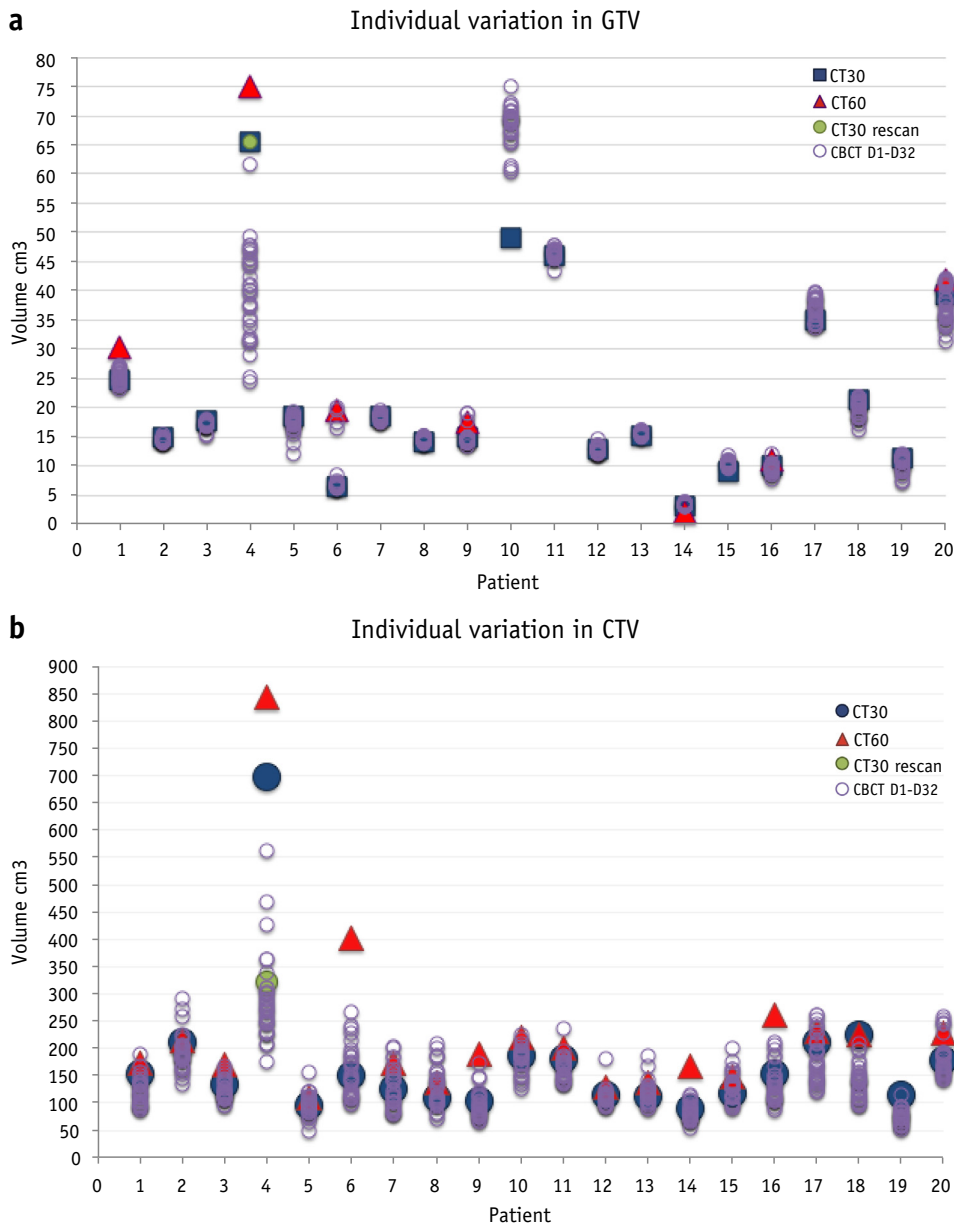 a
Individual variation in GTV
80
75
70
65
60
55
50
45
40
35
30
25
20
15
10
5
0
Volume cm3
CT30
CT60
CT30 rescan
CBCT D1-D32
0 1 2 3 4 5 6 7 8 9 10 11 12 13 14 15 16 17 18 19 20
Patient
b
Individual variation in CTV
900
850
800
750
700
650
600
550
500
450
400
350
300
250
200
150
100
50
0
Volume cm3
CT30
CT60
CT30 rescan
CBCT D1-D32
0 1 2 3 4 5 6 7 8 9 10 11 12 13 14 15 16 17 18 19 20
Patient